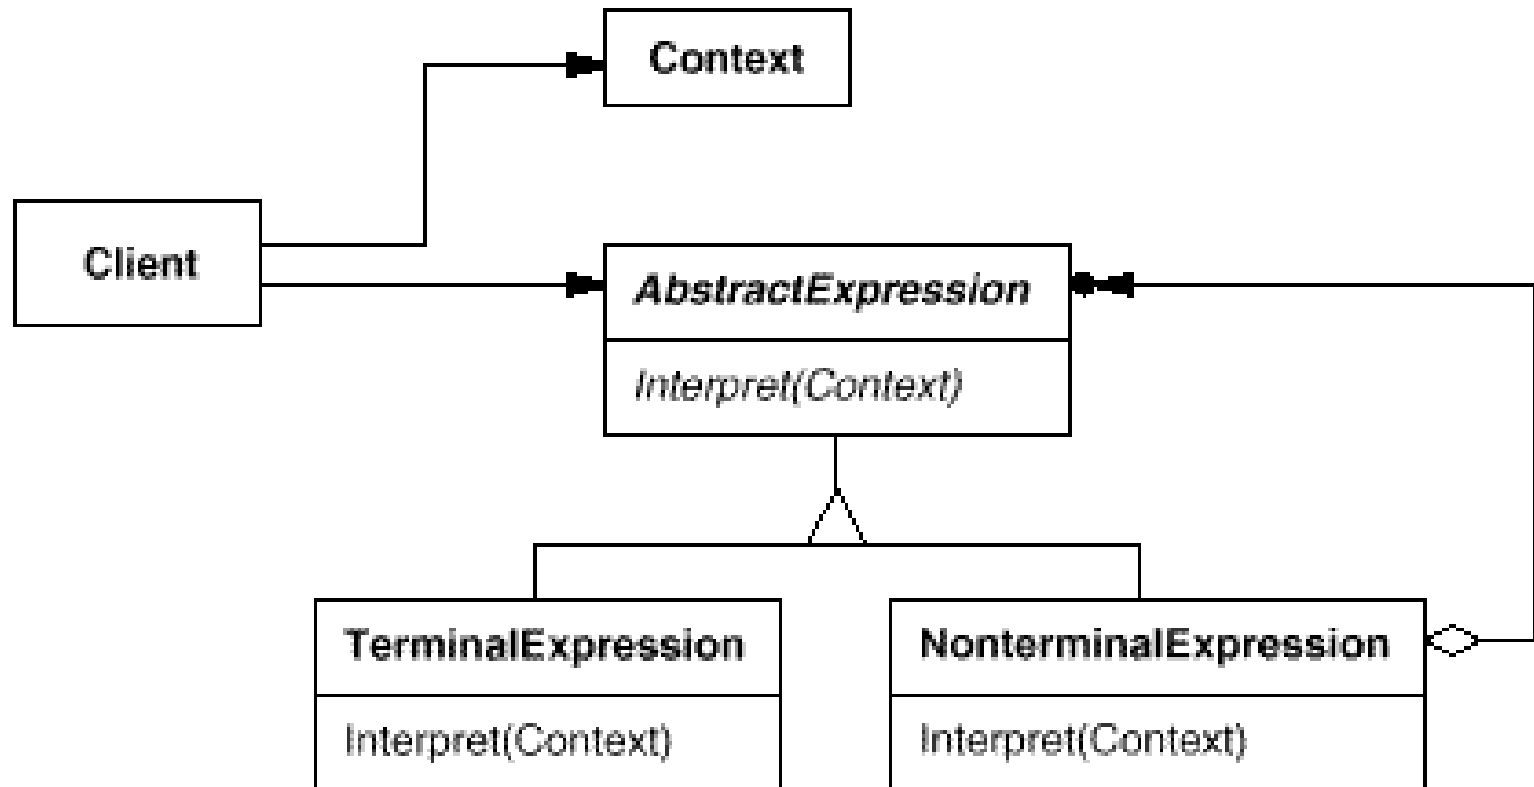 Context
Client
AbstractExpression
Interpret(Context)
TerminalExpression
Interpret(Context)
NonterminalExpression
Interpret(Context)